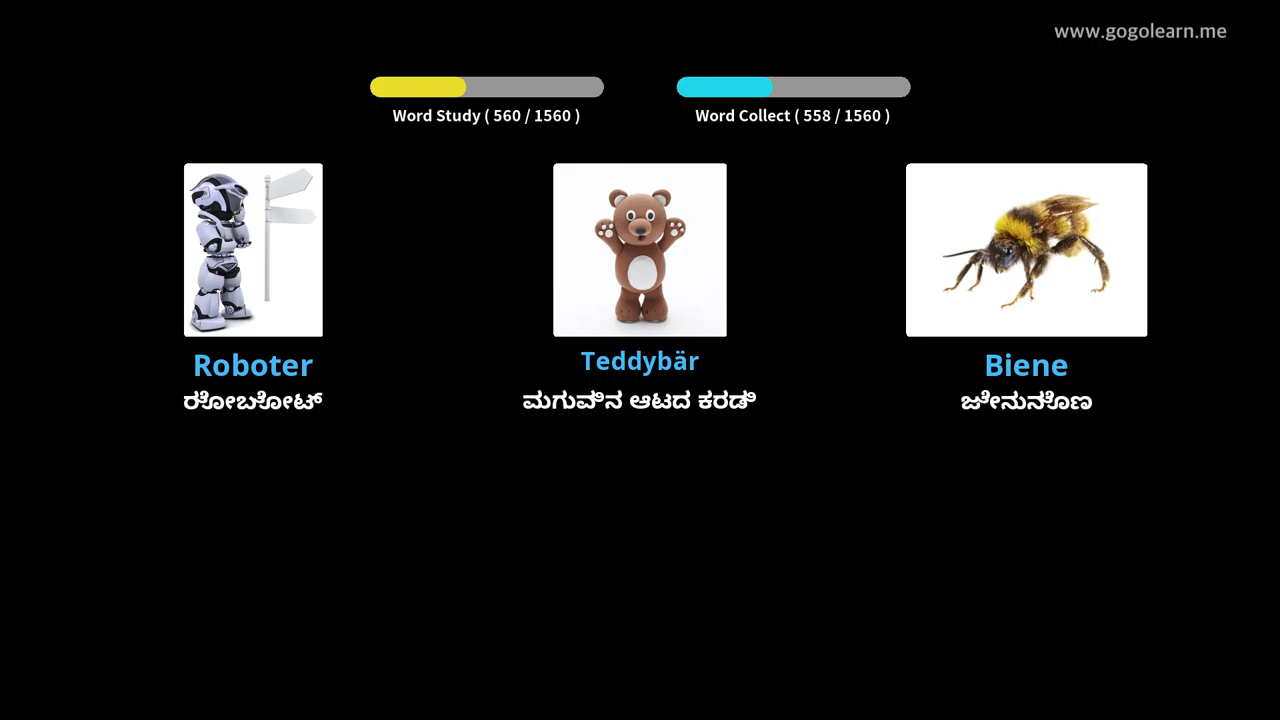 www.gogolearn.me
Word Study ( 560 / 1560 )
Word Collect ( 558 / 1560 )
Roboter
Teddybär
Biene
ರೋಬೋಟ್
ಮಗುವಿನ ಆಟದ ಕರಡಿ
ಜೇನುನೊಣ